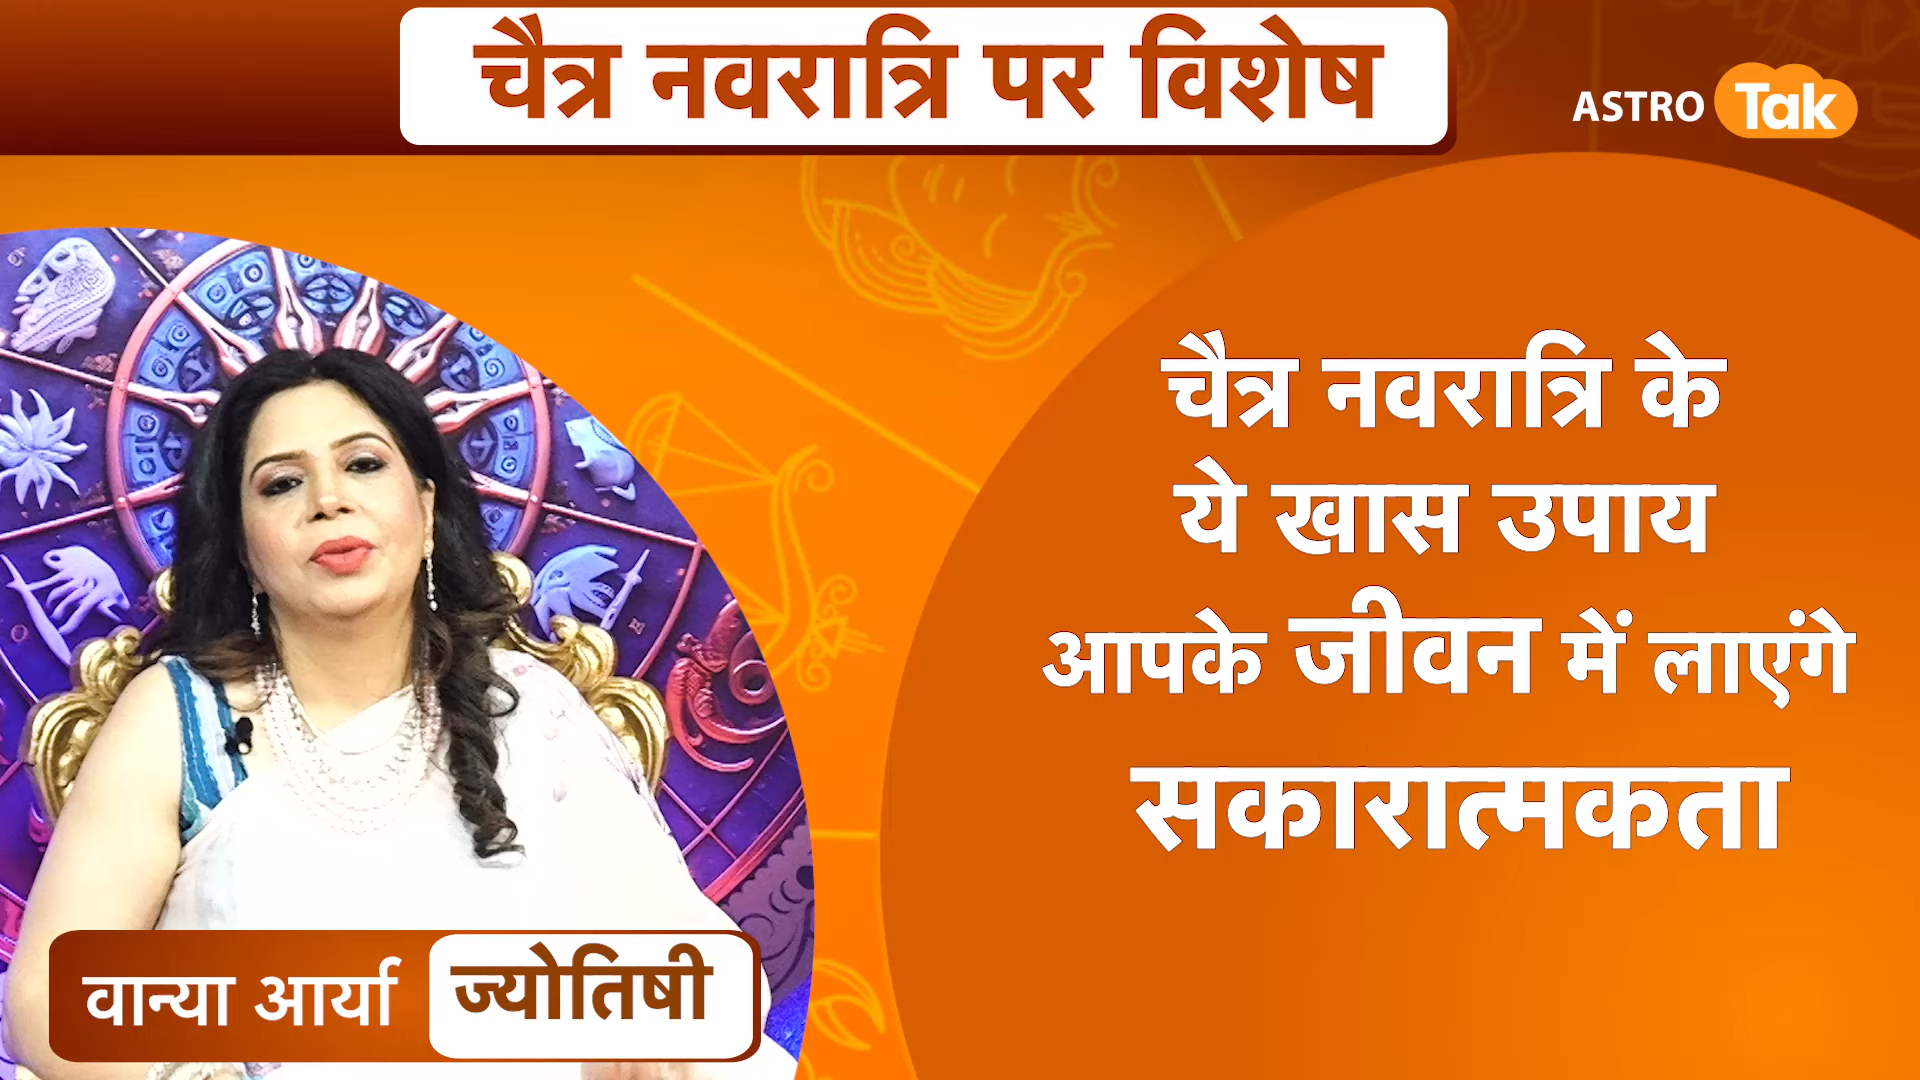 चैत्र नवरात्रि पर विशेष
ASTRO Tak
चैत्र नवरात्रि के
ये खास उपाय
आपके जीवन में लाएंगे
सकारात्मकता
वान्या आर्या ज्योतिषी